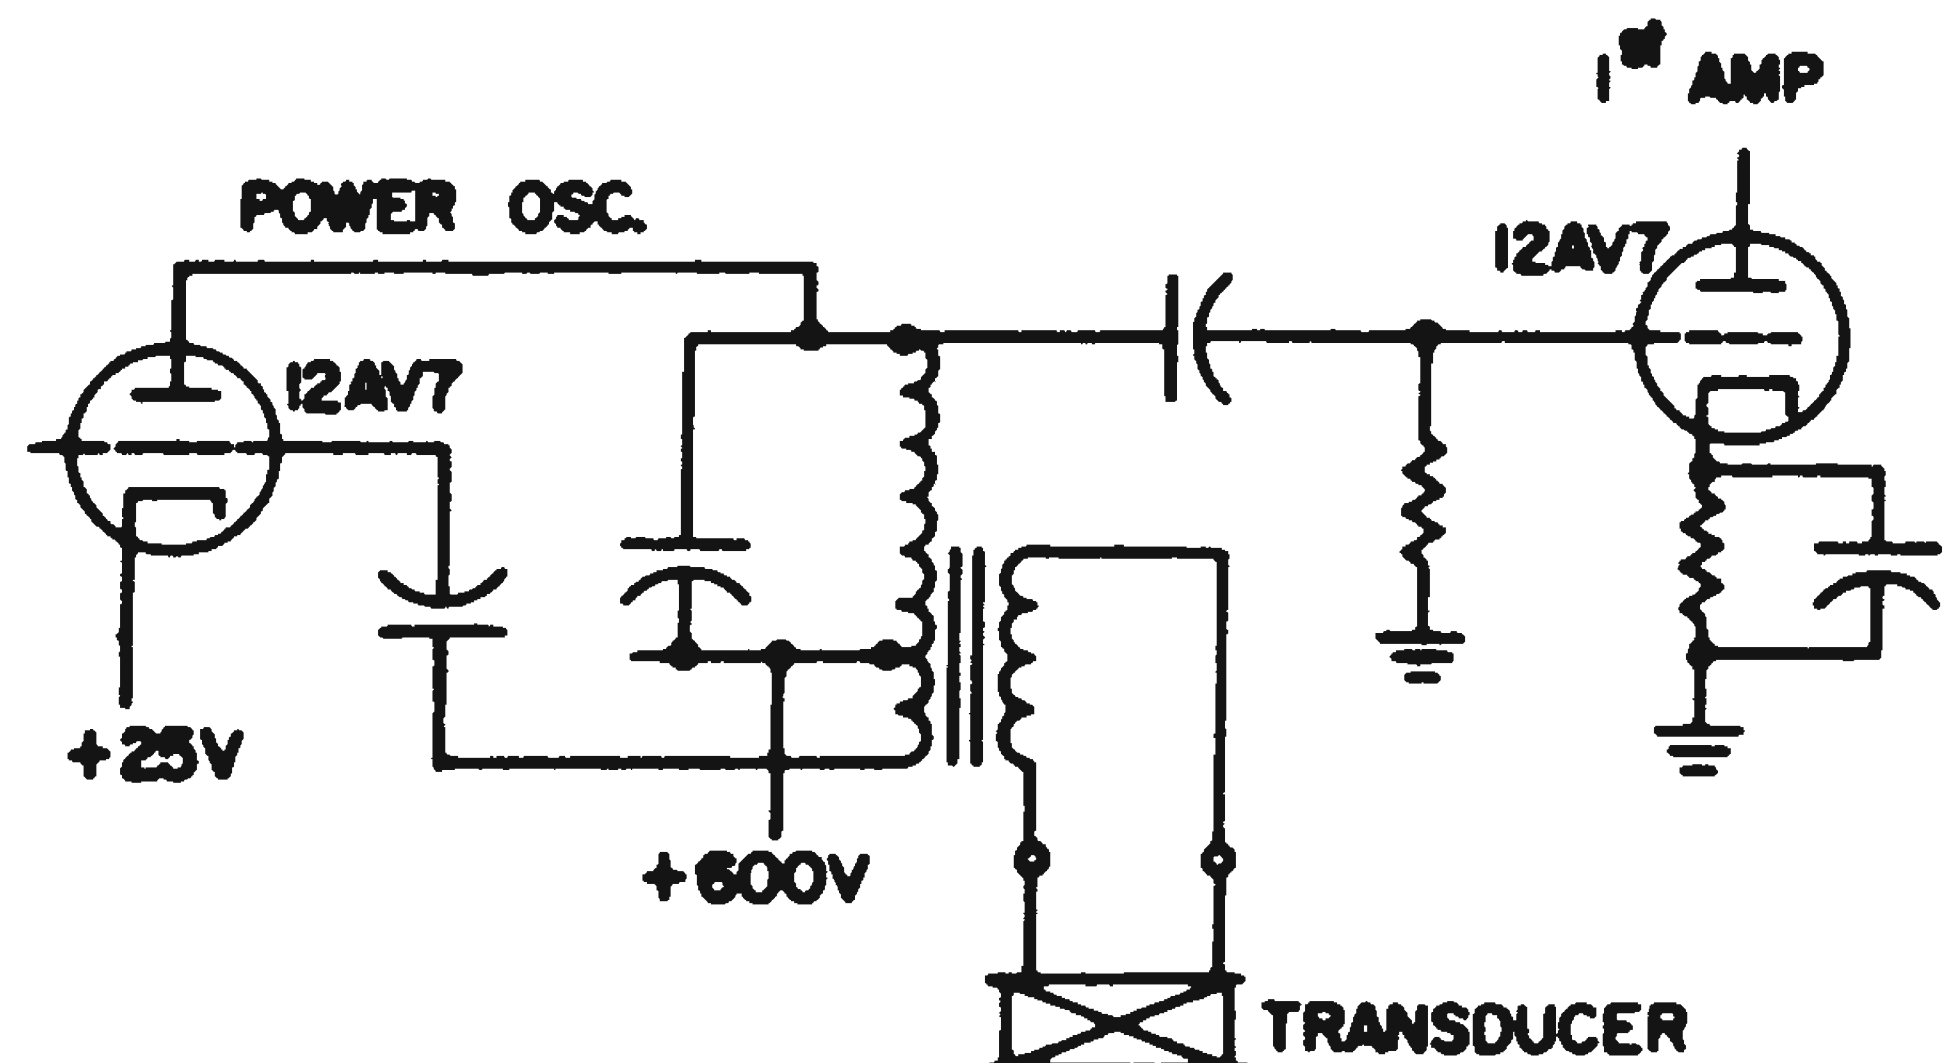 1st AMP
POWER OSC.
12AV7
12AV7
+25V
+600V
TRANSDUCER